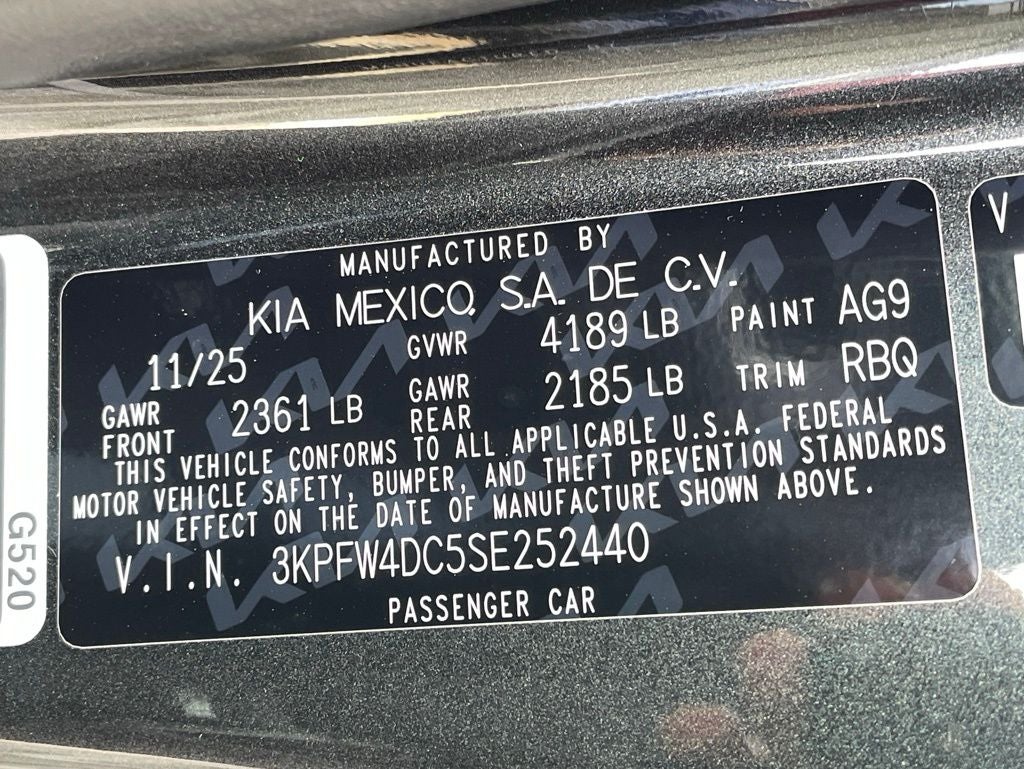 MANUFACTURED BY
KIA MEXICO, S.A. DE C.V.
11/25 GVWR 4189 LB PAINT AG9
GAWR FRONT 2361 LB GAWR REAR 2185 LB TRIM RBQ
THIS VEHICLE CONFORMS TO ALL APPLICABLE U.S.A. FEDERAL
MOTOR VEHICLE SAFETY, BUMPER, AND THEFT PREVENTION STANDARDS
IN EFFECT ON THE DATE OF MANUFACTURE SHOWN ABOVE.
V.I.N. 3KPFW4DC5SE252440
PASSENGER CAR
G520
V